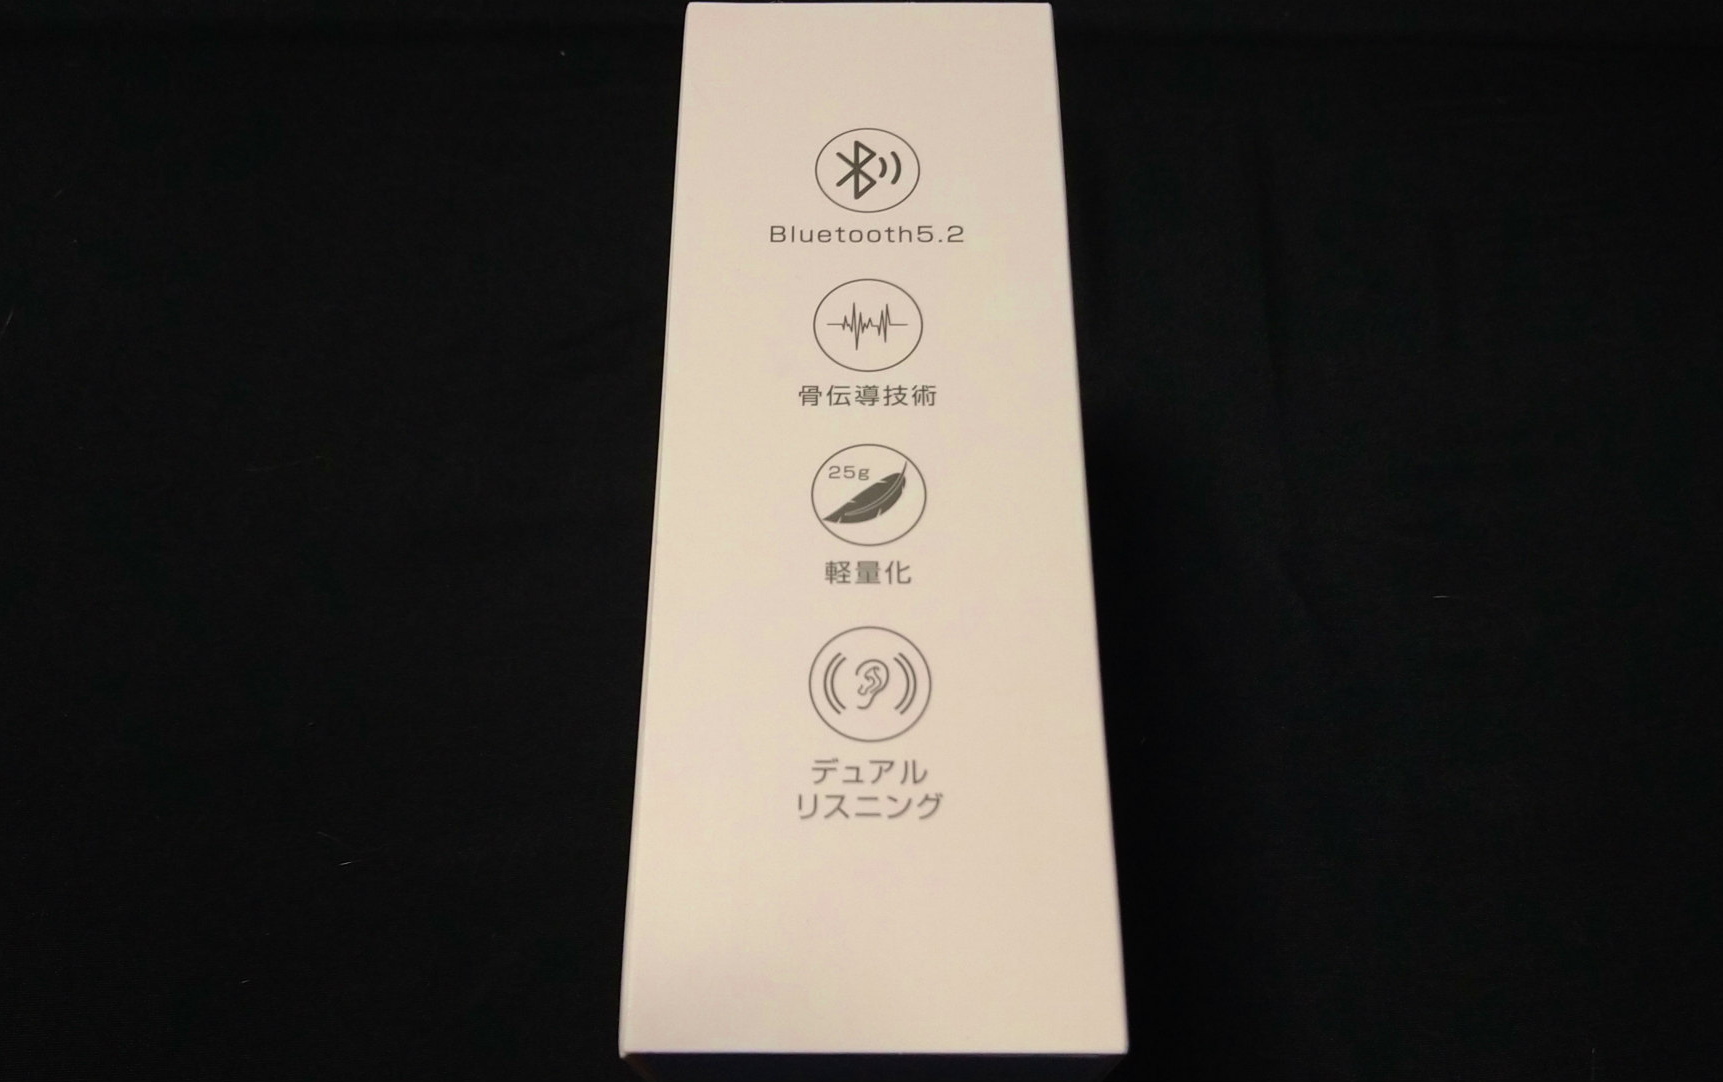 Bluetooth5.2
骨伝導技術
25g
軽量化
デュアル
リスニング